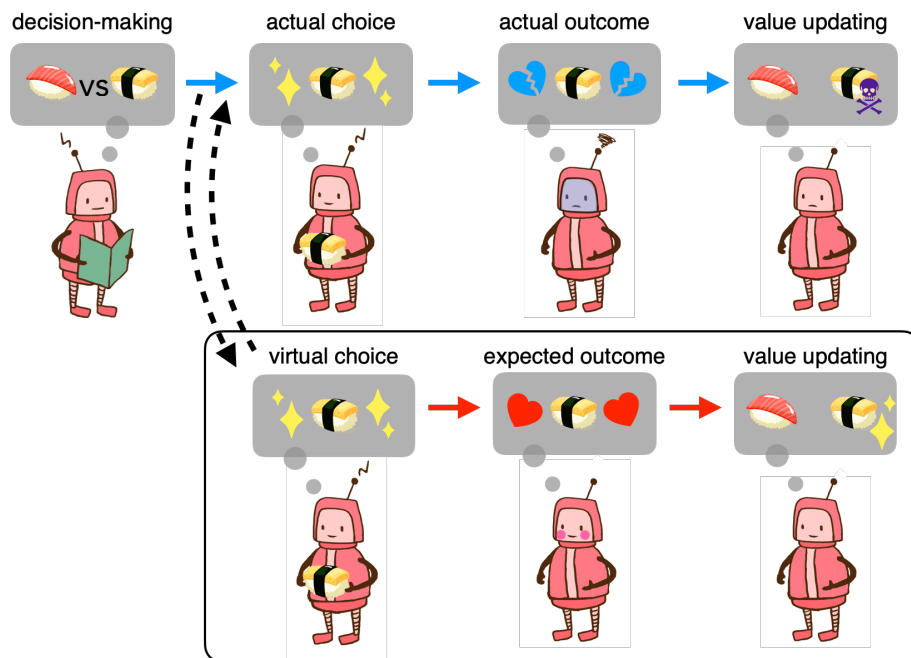 decision-making
actual choice
actual outcome
value updating
vs
virtual choice
expected outcome
value updating